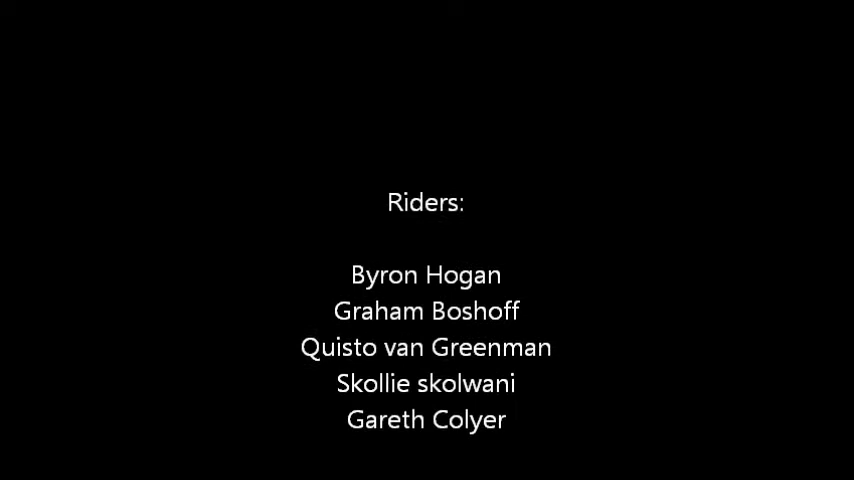 Riders:
Byron Hogan
Graham Boshoff
Quisto van Greenman
Skollie skolwani
Gareth Colyer